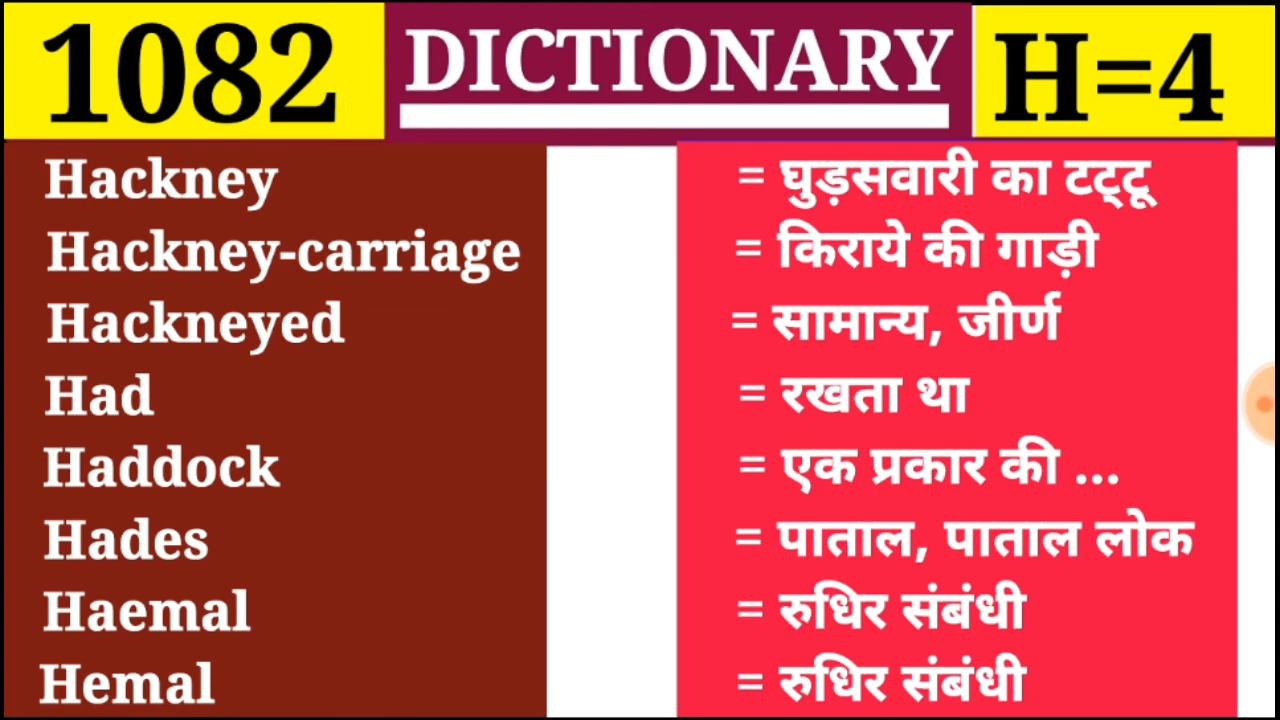 1082 DICTIONARY H=4
Hackney = घुड़सवारी का टट्टू
Hackney-carriage = किराये की गाड़ी
Hackneyed = सामान्य, जीर्ण
Had = रखता था
Haddock = एक प्रकार की ...
Hades = पाताल, पाताल लोक
Haemal = रुधिर संबंधी
Hemal = रुधिर संबंधी